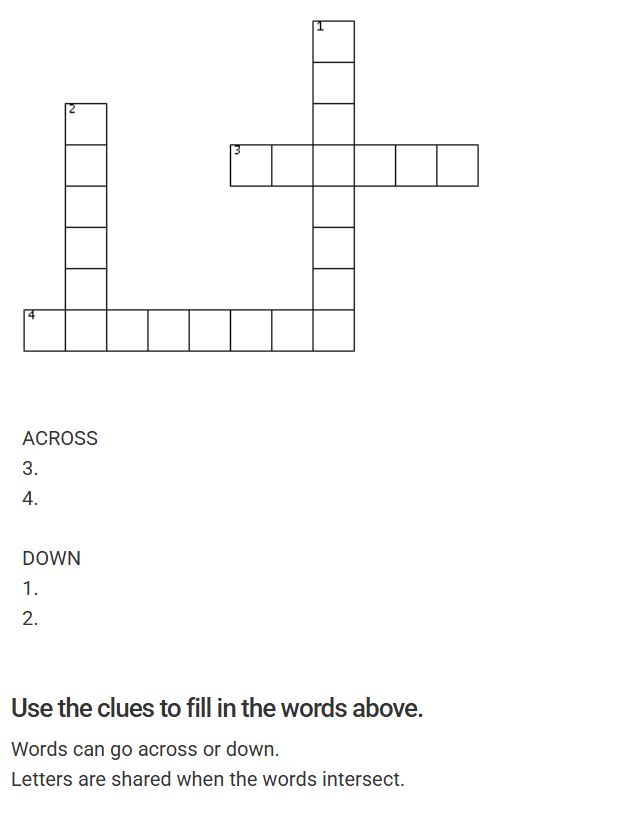 1
2
3
4
ACROSS
3.
4.
DOWN
1.
2.
Use the clues to fill in the words above.
Words can go across or down.
Letters are shared when the words intersect.